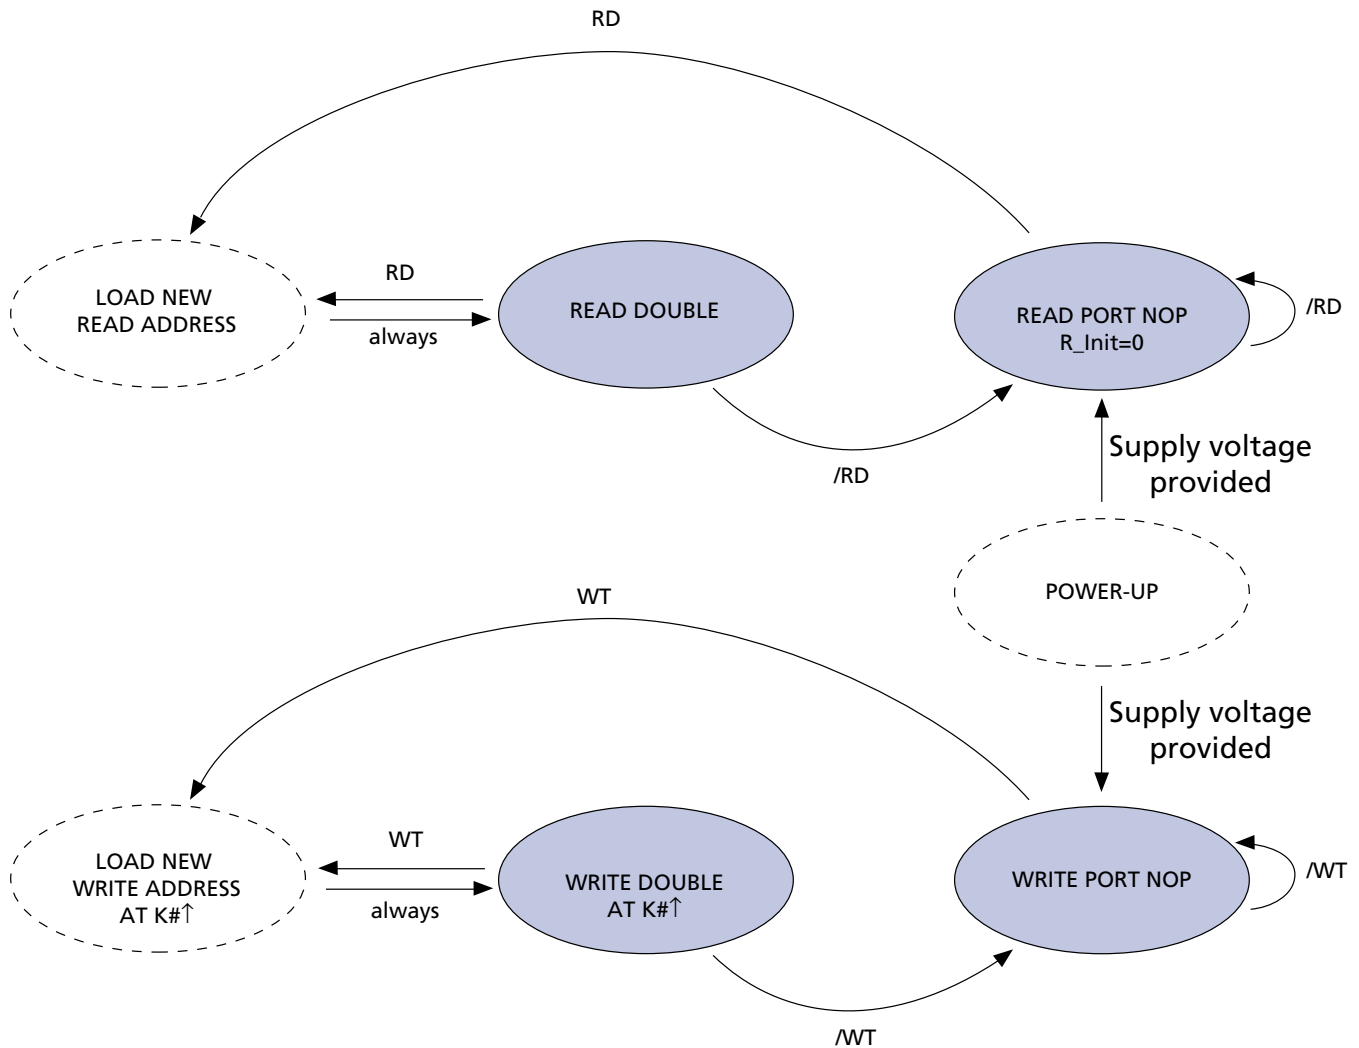 RD
LOAD NEW
READ ADDRESS
RD
always
READ DOUBLE
READ PORT NOP
R_Init=0
/RD
/RD
Supply voltage
provided
POWER-UP
WT
Supply voltage
provided
LOAD NEW
WRITE ADDRESS
AT K#↑
WT
always
WRITE DOUBLE
AT K#↑
WRITE PORT NOP
/WT
/WT